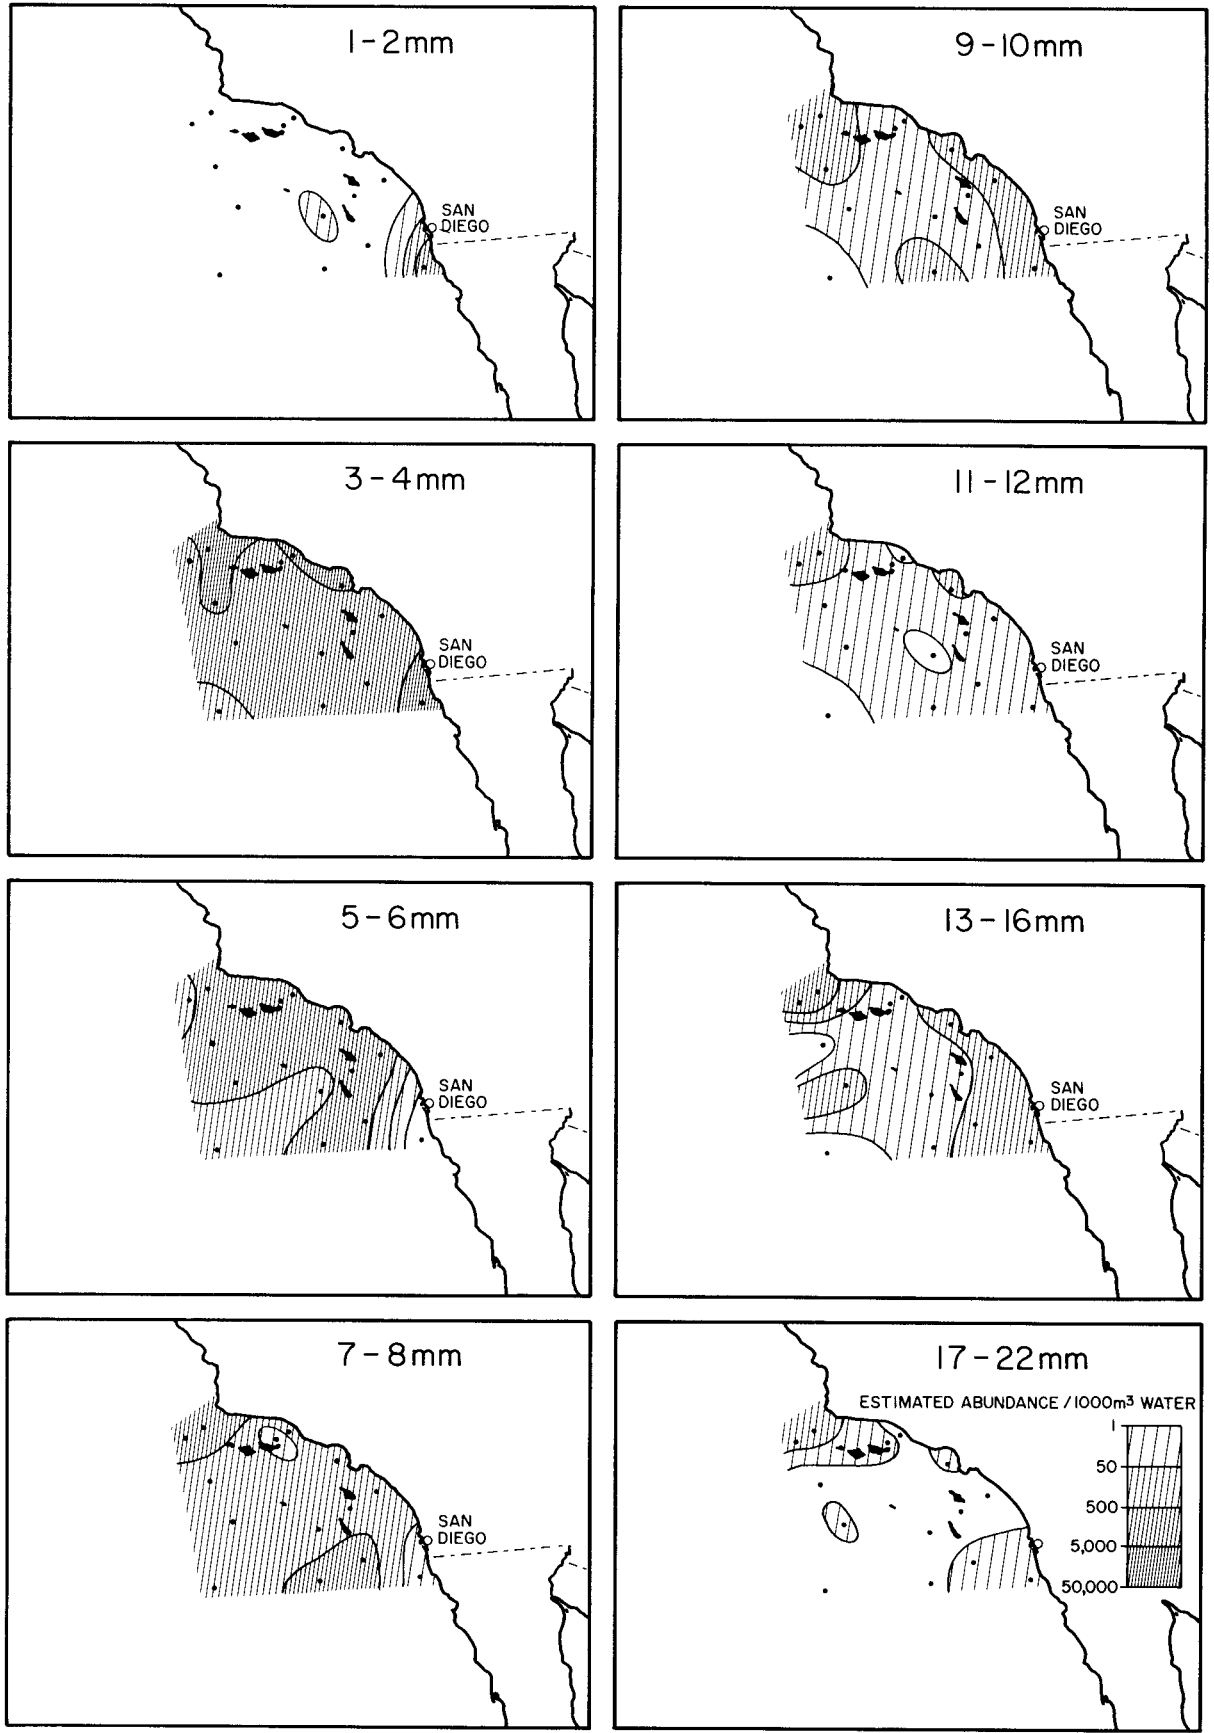 1-2mm
SAN
DIEGO
9-10mm
SAN
DIEGO
3-4mm
SAN
DIEGO
11-12mm
SAN
DIEGO
5-6mm
SAN
DIEGO
13-16mm
SAN
DIEGO
7-8mm
SAN
DIEGO
17-22mm
ESTIMATED ABUNDANCE / 1000m³ WATER
1
50
500
5,000
50,000